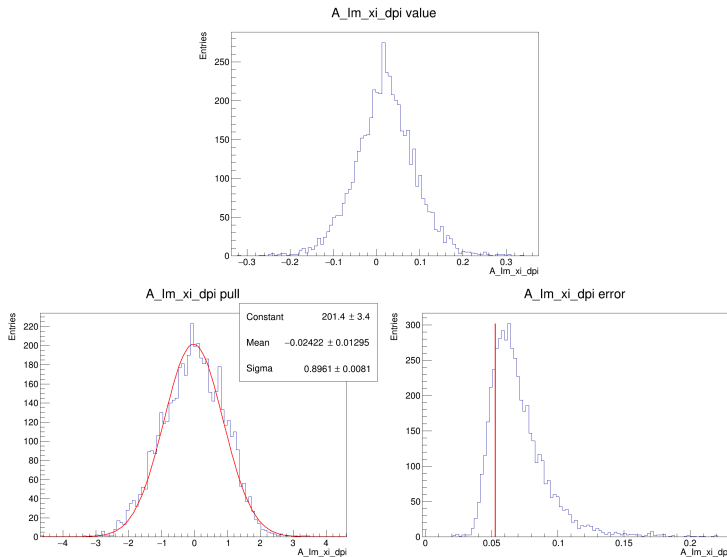 A_Im_xi_dpi value
Entries
250
200
150
100
50
0
−0.3 −0.2 −0.1 0 0.1 0.2 0.3
A_Im_xi_dpi
A_Im_xi_dpi pull
Entries
220
200
180
160
140
120
100
80
60
40
20
0
−4 −3 −2 −1 0 1 2 3 4
A_Im_xi_dpi
Constant 201.4 ± 3.4
Mean −0.02422 ± 0.01295
Sigma 0.8961 ± 0.0081
A_Im_xi_dpi error
Entries
300
250
200
150
100
50
0
0 0.05 0.1 0.15 0.2
A_Im_xi_dp